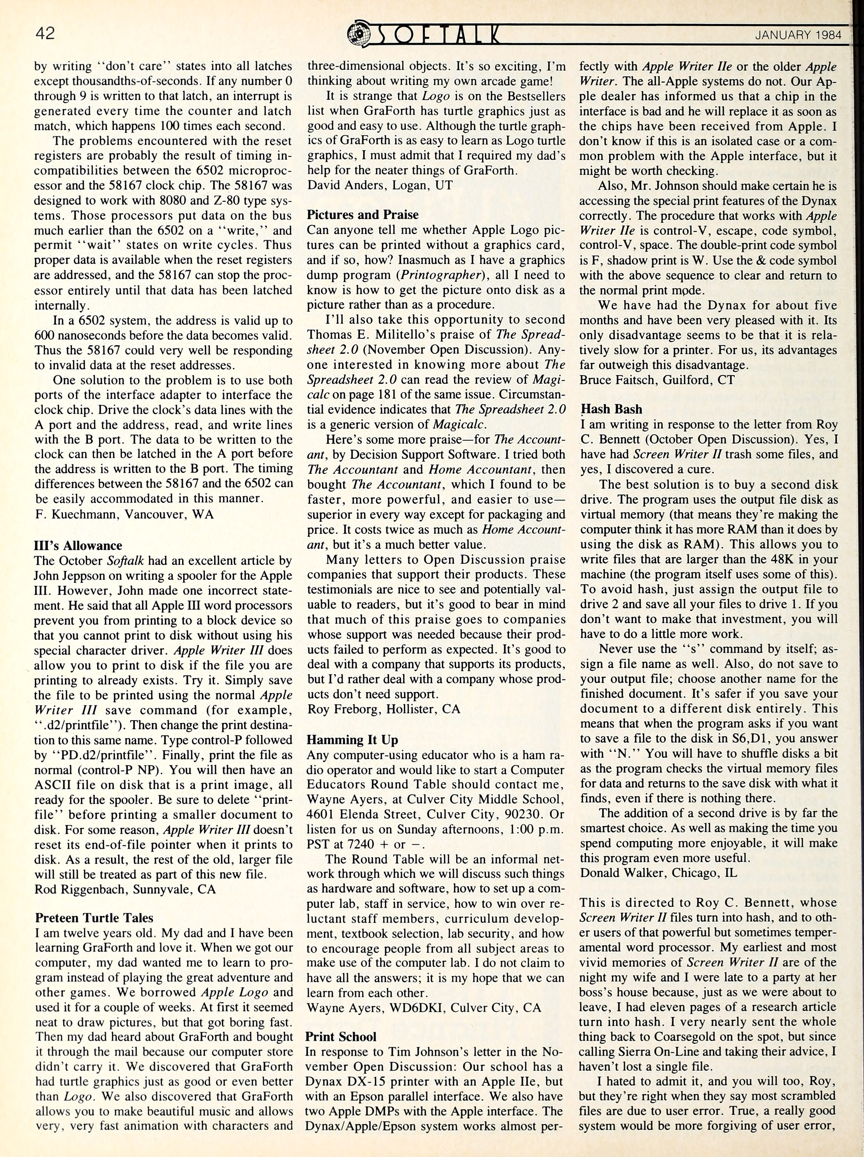 42
SOFTALK
JANUARY 1984
by writing ‘‘don't care’’ states into all latches
except thousandths-of-seconds. If any number 0
through 9 is written to that latch, an interrupt is
generated every time the counter and latch
match, which happens 100 times each second.
The problems encountered with the reset
registers are probably the result of timing in-
compatibilities between the 6502 microproc-
essor and the 58167 clock chip. The 58167 was
designed to work with 8080 and Z-80 type sys-
tems. Those processors put data on the bus
much earlier than the 6502 on a ‘‘write,’’ and
permit ‘‘wait’’ states on write cycles. Thus
proper data is available when the reset registers
are addressed, and the 58167 can stop the proc-
essor entirely until that data has been latched
internally.
In a 6502 system, the address is valid up to
600 nanoseconds before the data becomes valid.
Thus the 58167 could very well be responding
to invalid data at the reset addresses.
One solution to the problem is to use both
ports of the interface adapter to interface the
clock chip. Drive the clock's data lines with the
A port and the address, read, and write lines
with the B port. The data to be written to the
clock can then be latched in the A port before
the address is written to the B port. The timing
differences between the 58167 and the 6502 can
be easily accommodated in this manner.
F. Kuechmann, Vancouver, WA
III's Allowance
The October Softalk had an excellent article by
John Jeppson on writing a spooler for the Apple
III. However, John made one incorrect state-
ment. He said that all Apple III word processors
prevent you from printing to a block device so
that you cannot print to disk without using his
special character driver. Apple Writer III does
allow you to print to disk if the file you are
printing to already exists. Try it. Simply save
the file to be printed using the normal Apple
Writer III save command (for example,
‘‘.d2/printfile’’). Then change the print destina-
tion to this same name. Type control-P followed
by ‘‘PD.d2/printfile’’. Finally, print the file as
normal (control-P NP). You will then have an
ASCII file on disk that is a print image, all
ready for the spooler. Be sure to delete ‘‘print-
file’’ before printing a smaller document to
disk. For some reason, Apple Writer III doesn't
reset its end-of-file pointer when it prints to
disk. As a result, the rest of the old, larger file
will still be treated as part of this new file.
Rod Riggenbach, Sunnyvale, CA
Preteen Turtle Tales
I am twelve years old. My dad and I have been
learning GraForth and love it. When we got our
computer, my dad wanted me to learn to pro-
gram instead of playing the great adventure and
other games. We borrowed Apple Logo and
used it for a couple of weeks. At first it seemed
neat to draw pictures, but that got boring fast.
Then my dad heard about GraForth and bought
it through the mail because our computer store
didn't carry it. We discovered that GraForth
had turtle graphics just as good or even better
than Logo. We also discovered that GraForth
allows you to make beautiful music and allows
very, very fast animation with characters and
three-dimensional objects. It's so exciting, I'm
thinking about writing my own arcade game!
It is strange that Logo is on the Bestsellers
list when GraForth has turtle graphics just as
good and easy to use. Although the turtle graph-
ics of GraForth is as easy to learn as Logo turtle
graphics, I must admit that I required my dad's
help for the neater things of GraForth.
David Anders, Logan, UT
Pictures and Praise
Can anyone tell me whether Apple Logo pic-
tures can be printed without a graphics card,
and if so, how? Inasmuch as I have a graphics
dump program (Printographer), all I need to
know is how to get the picture onto disk as a
picture rather than as a procedure.
I'll also take this opportunity to second
Thomas E. Militello's praise of The Spread-
sheet 2.0 (November Open Discussion). Any-
one interested in knowing more about The
Spreadsheet 2.0 can read the review of Magi-
calc on page 181 of the same issue. Circumstan-
tial evidence indicates that The Spreadsheet 2.0
is a generic version of Magicalc.
Here's some more praise—for The Account-
ant, by Decision Support Software. I tried both
The Accountant and Home Accountant, then
bought The Accountant, which I found to be
faster, more powerful, and easier to use—
superior in every way except for packaging and
price. It costs twice as much as Home Account-
ant, but it's a much better value.
Many letters to Open Discussion praise
companies that support their products. These
testimonials are nice to see and potentially val-
uable to readers, but it's good to bear in mind
that much of this praise goes to companies
whose support was needed because their prod-
ucts failed to perform as expected. It's good to
deal with a company that supports its products,
but I'd rather deal with a company whose prod-
ucts don't need support.
Roy Freborg, Hollister, CA
Hamming It Up
Any computer-using educator who is a ham ra-
dio operator and would like to start a Computer
Educators Round Table should contact me,
Wayne Ayers, at Culver City Middle School,
4601 Elenda Street, Culver City, 90230. Or
listen for us on Sunday afternoons, 1:00 p.m.
PST at 7240 + or −.
The Round Table will be an informal net-
work through which we will discuss such things
as hardware and software, how to set up a com-
puter lab, staff in service, how to win over re-
luctant staff members, curriculum develop-
ment, textbook selection, lab security, and how
to encourage people from all subject areas to
make use of the computer lab. I do not claim to
have all the answers; it is my hope that we can
learn from each other.
Wayne Ayers, WD6DKI, Culver City, CA
Print School
In response to Tim Johnson's letter in the No-
vember Open Discussion: Our school has a
Dynax DX-15 printer with an Apple IIe, but
with an Epson parallel interface. We also have
two Apple DMPs with the Apple interface. The
Dynax/Apple/Epson system works almost per-
fectly with Apple Writer IIe or the older Apple
Writer. The all-Apple systems do not. Our Ap-
ple dealer has informed us that a chip in the
interface is bad and he will replace it as soon as
the chips have been received from Apple. I
don't know if this is an isolated case or a com-
mon problem with the Apple interface, but it
might be worth checking.
Also, Mr. Johnson should make certain he is
accessing the special print features of the Dynax
correctly. The procedure that works with Apple
Writer IIe is control-V, escape, code symbol,
control-V, space. The double-print code symbol
is F, shadow print is W. Use the & code symbol
with the above sequence to clear and return to
the normal print mode.
We have had the Dynax for about five
months and have been very pleased with it. Its
only disadvantage seems to be that it is rela-
tively slow for a printer. For us, its advantages
far outweigh this disadvantage.
Bruce Faitsch, Guilford, CT
Hash Bash
I am writing in response to the letter from Roy
C. Bennett (October Open Discussion). Yes, I
have had Screen Writer II trash some files, and
yes, I discovered a cure.
The best solution is to buy a second disk
drive. The program uses the output file disk as
virtual memory (that means they're making the
computer think it has more RAM than it does by
using the disk as RAM). This allows you to
write files that are larger than the 48K in your
machine (the program itself uses some of this).
To avoid hash, just assign the output file to
drive 2 and save all your files to drive 1. If you
don't want to make that investment, you will
have to do a little more work.
Never use the ‘‘s’’ command by itself; as-
sign a file name as well. Also, do not save to
your output file; choose another name for the
finished document. It's safer if you save your
document to a different disk entirely. This
means that when the program asks if you want
to save a file to the disk in S6,D1, you answer
with ‘‘N.’’ You will have to shuffle disks a bit
as the program checks the virtual memory files
for data and returns to the save disk with what it
finds, even if there is nothing there.
The addition of a second drive is by far the
smartest choice. As well as making the time you
spend computing more enjoyable, it will make
this program even more useful.
Donald Walker, Chicago, IL
This is directed to Roy C. Bennett, whose
Screen Writer II files turn into hash, and to oth-
er users of that powerful but sometimes temper-
amental word processor. My earliest and most
vivid memories of Screen Writer II are of the
night my wife and I were late to a party at her
boss's house because, just as we were about to
leave, I had eleven pages of a research article
turn into hash. I very nearly sent the whole
thing back to Coarsegold on the spot, but since
calling Sierra On-Line and taking their advice, I
haven't lost a single file.
I hated to admit it, and you will too, Roy,
but they're right when they say most scrambled
files are due to user error. True, a really good
system would be more forgiving of user error,